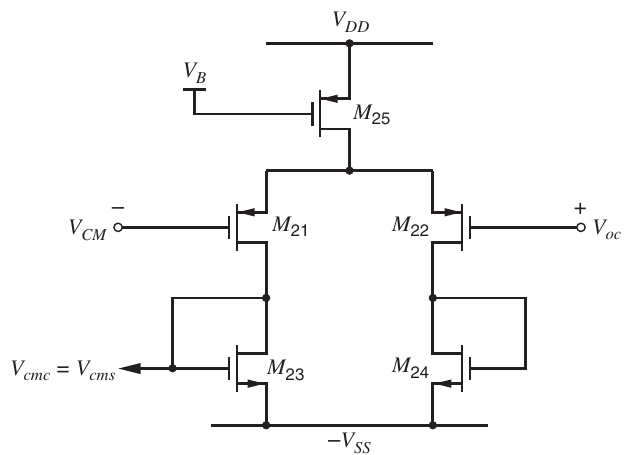 V_DD
V_B
M_25
−
+
V_CM
M_21
M_22
V_oc
V_cmc = V_cms
M_23
M_24
−V_SS